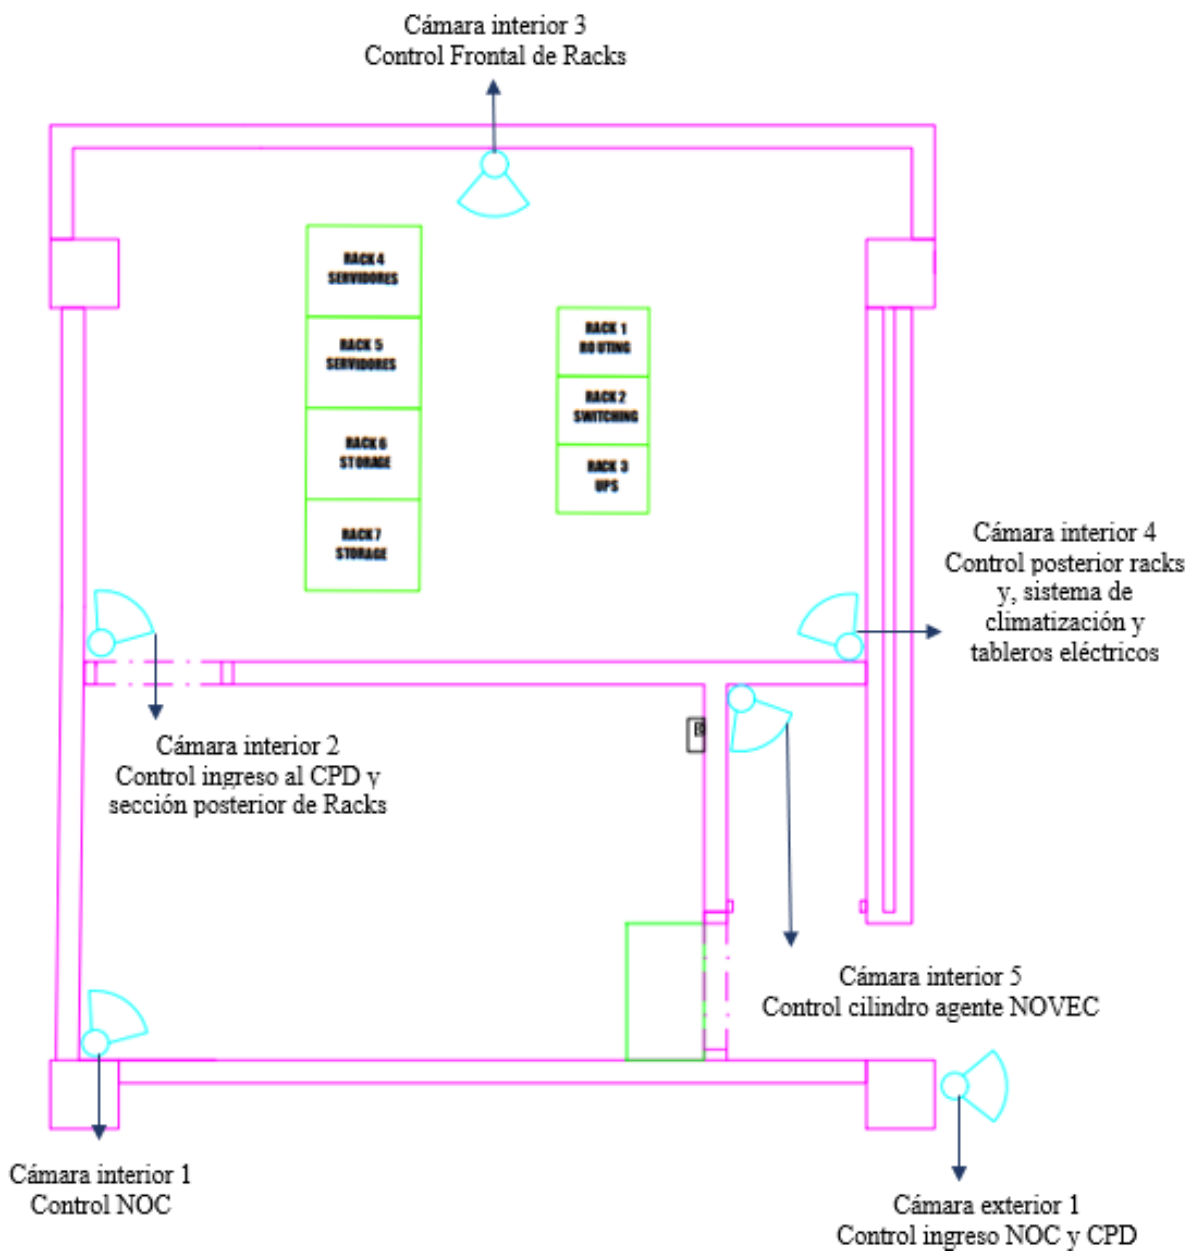 Cámara interior 3
Control Frontal de Racks
RACK 4
SERVIDORES
RACK 5
SERVIDORES
RACK 6
STORAGE
RACK 7
STORAGE
RACK 1
ROUTING
RACK 2
SWITCHING
RACK 3
UPS
Cámara interior 4
Control posterior racks
y, sistema de
climatización y
tableros eléctricos
Cámara interior 2
Control ingreso al CPD y
sección posterior de Racks
Cámara interior 5
Control cilindro agente NOVEC
Cámara interior 1
Control NOC
Cámara exterior 1
Control ingreso NOC y CPD